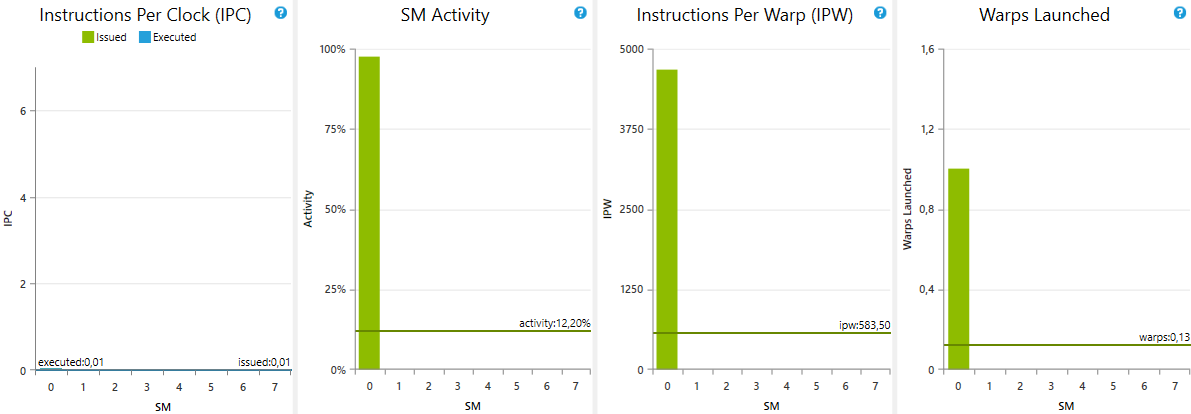 Instructions Per Clock (IPC) ?
Issued Executed
IPC
6
4
2
0
executed:0,01 issued:0,01
0 1 2 3 4 5 6 7
SM
SM Activity ?
Activity
100%
75%
50%
25%
0%
activity:12,20%
0 1 2 3 4 5 6 7
SM
Instructions Per Warp (IPW) ?
IPW
5000
3750
2500
1250
0
ipw:583,50
0 1 2 3 4 5 6 7
SM
Warps Launched ?
Warps Launched
1,6
1,2
0,8
0,4
0
warps:0,13
0 1 2 3 4 5 6 7
SM